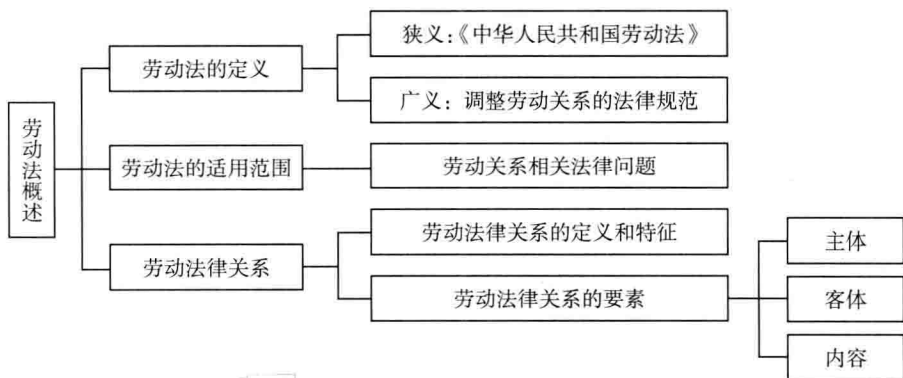 劳动法概述
劳动法的定义
狭义：《中华人民共和国劳动法》
广义：调整劳动关系的法律规范
劳动法的适用范围
劳动关系相关法律问题
劳动法律关系
劳动法律关系的定义和特征
劳动法律关系的要素
主体
客体
内容